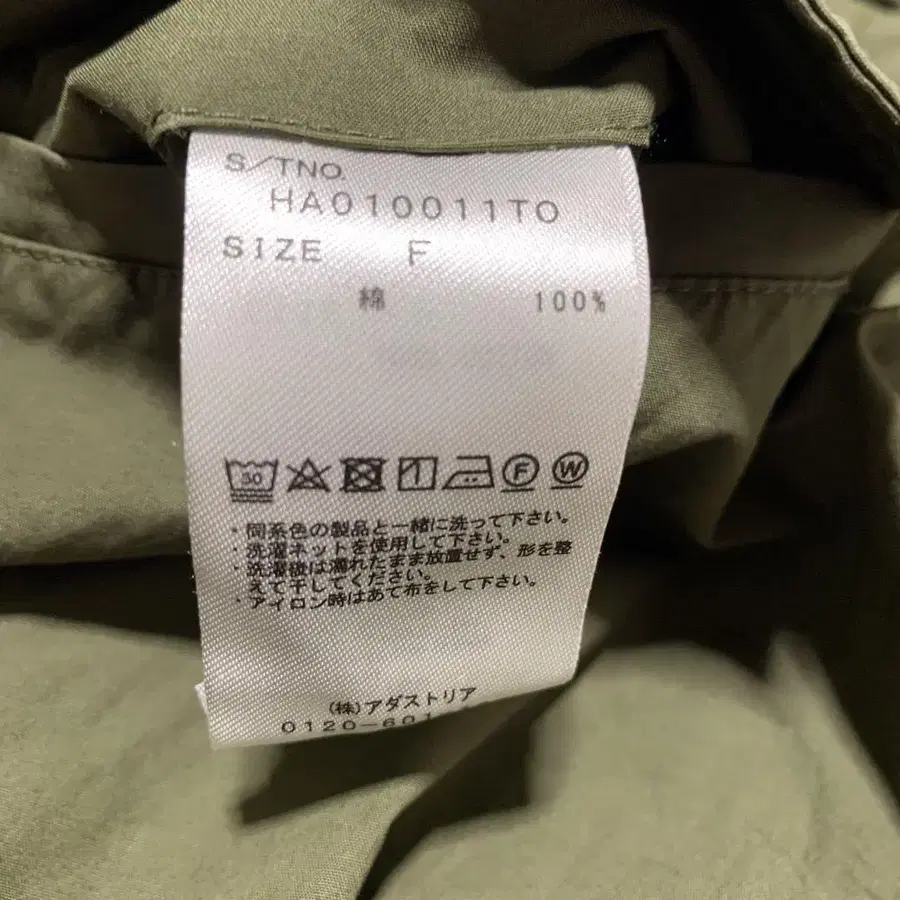 S/TNO.
HA010011TO
SIZE F
綿 100%
30 F W
・同系色の製品と一緒に洗って下さい。
・洗濯ネットを使用して下さい。
・洗濯後は濡れたまま放置せず、形を整
えて干してください。
・アイロン時はあて布をして下さい。
(株)アダストリア
0120-601